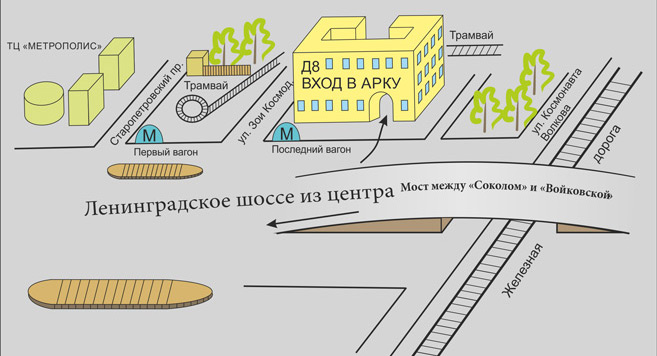 ТЦ «МЕТРОПОЛИС»
Старопетровский пр.
Трамвай
ул. Зои Космод.
Д8
ВХОД В АРКУ
Трамвай
ул. Космонавта
Волкова
дорога
М
Первый вагон
М
Последний вагон
Ленинградское шоссе из центра
Мост между «Соколом» и «Войковской»
Железная